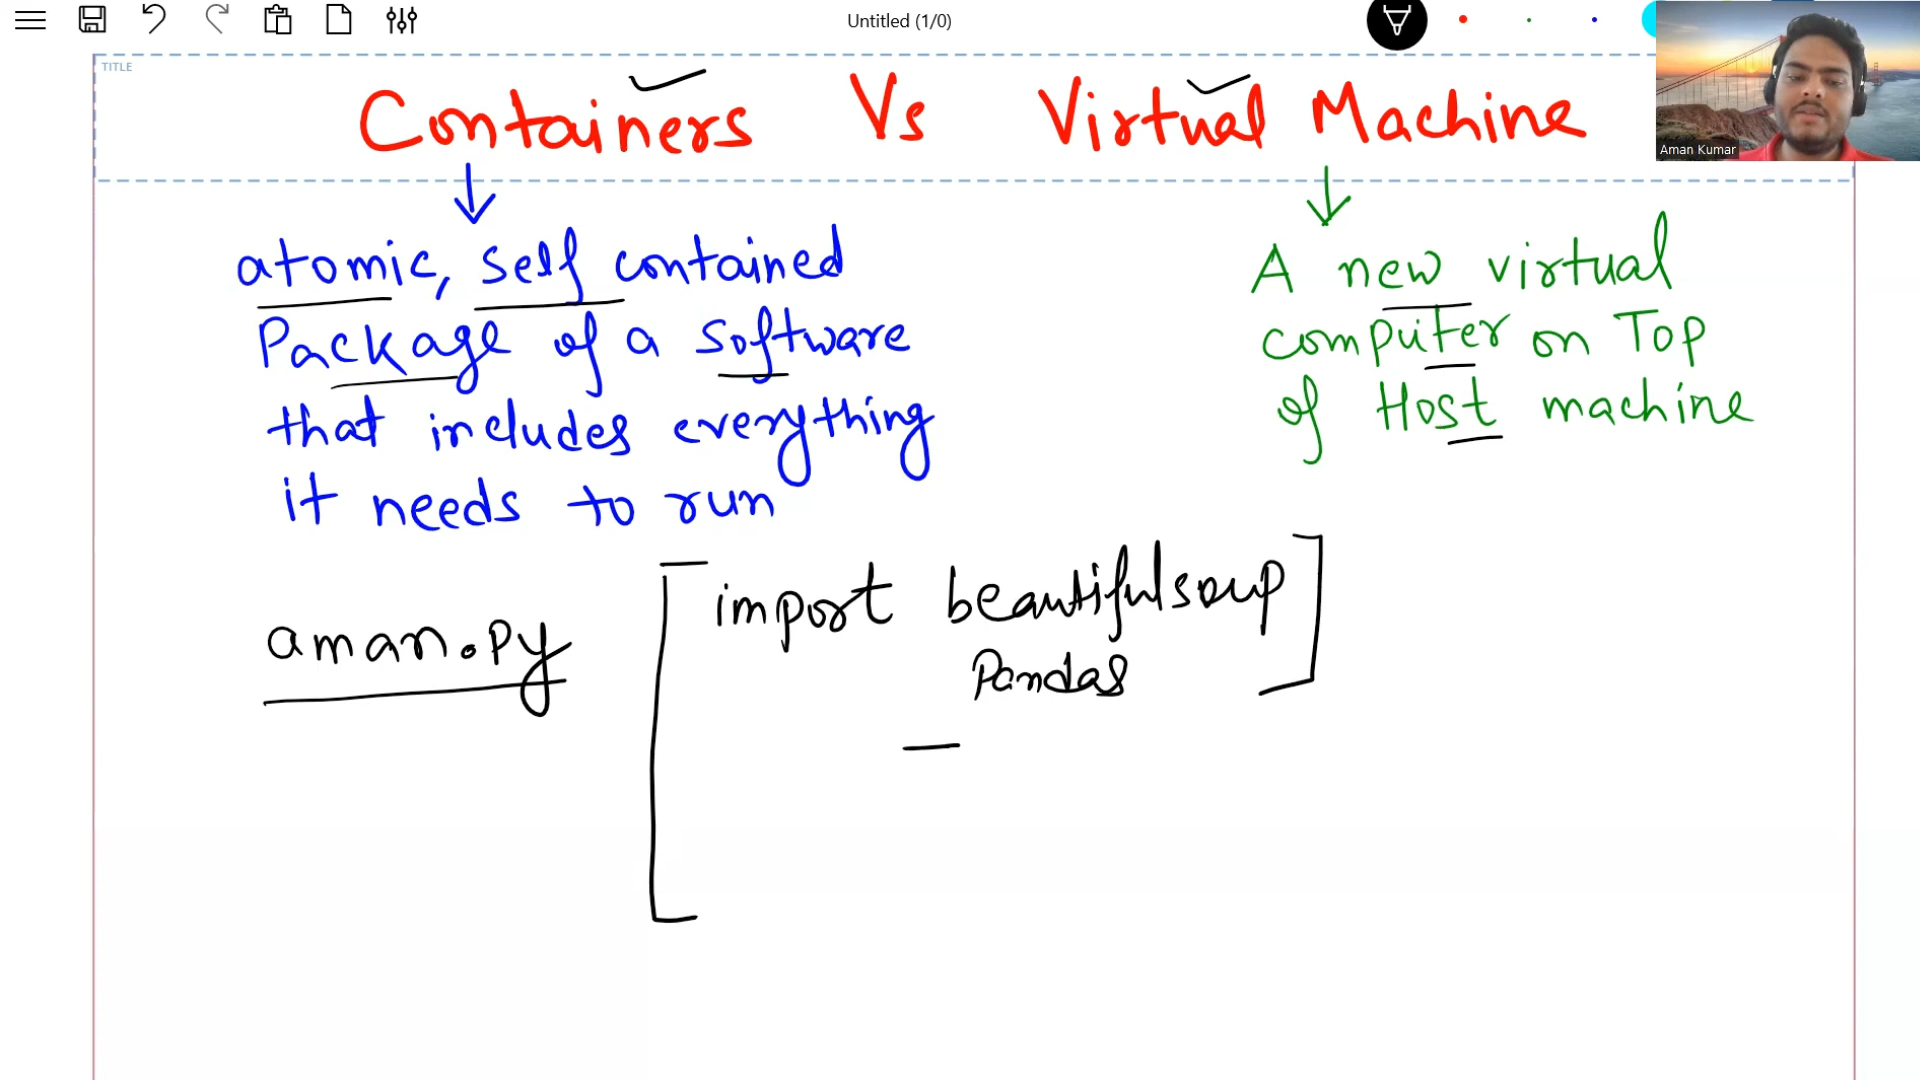 Untitled (1/0)
TITLE
Containers Vs Virtual Machine
Aman Kumar
atomic, self contained
Package of a software
that includes everything
it needs to run
A new virtual
computer on Top
of Host machine
aman.py
import beautifulsoup
Pandas